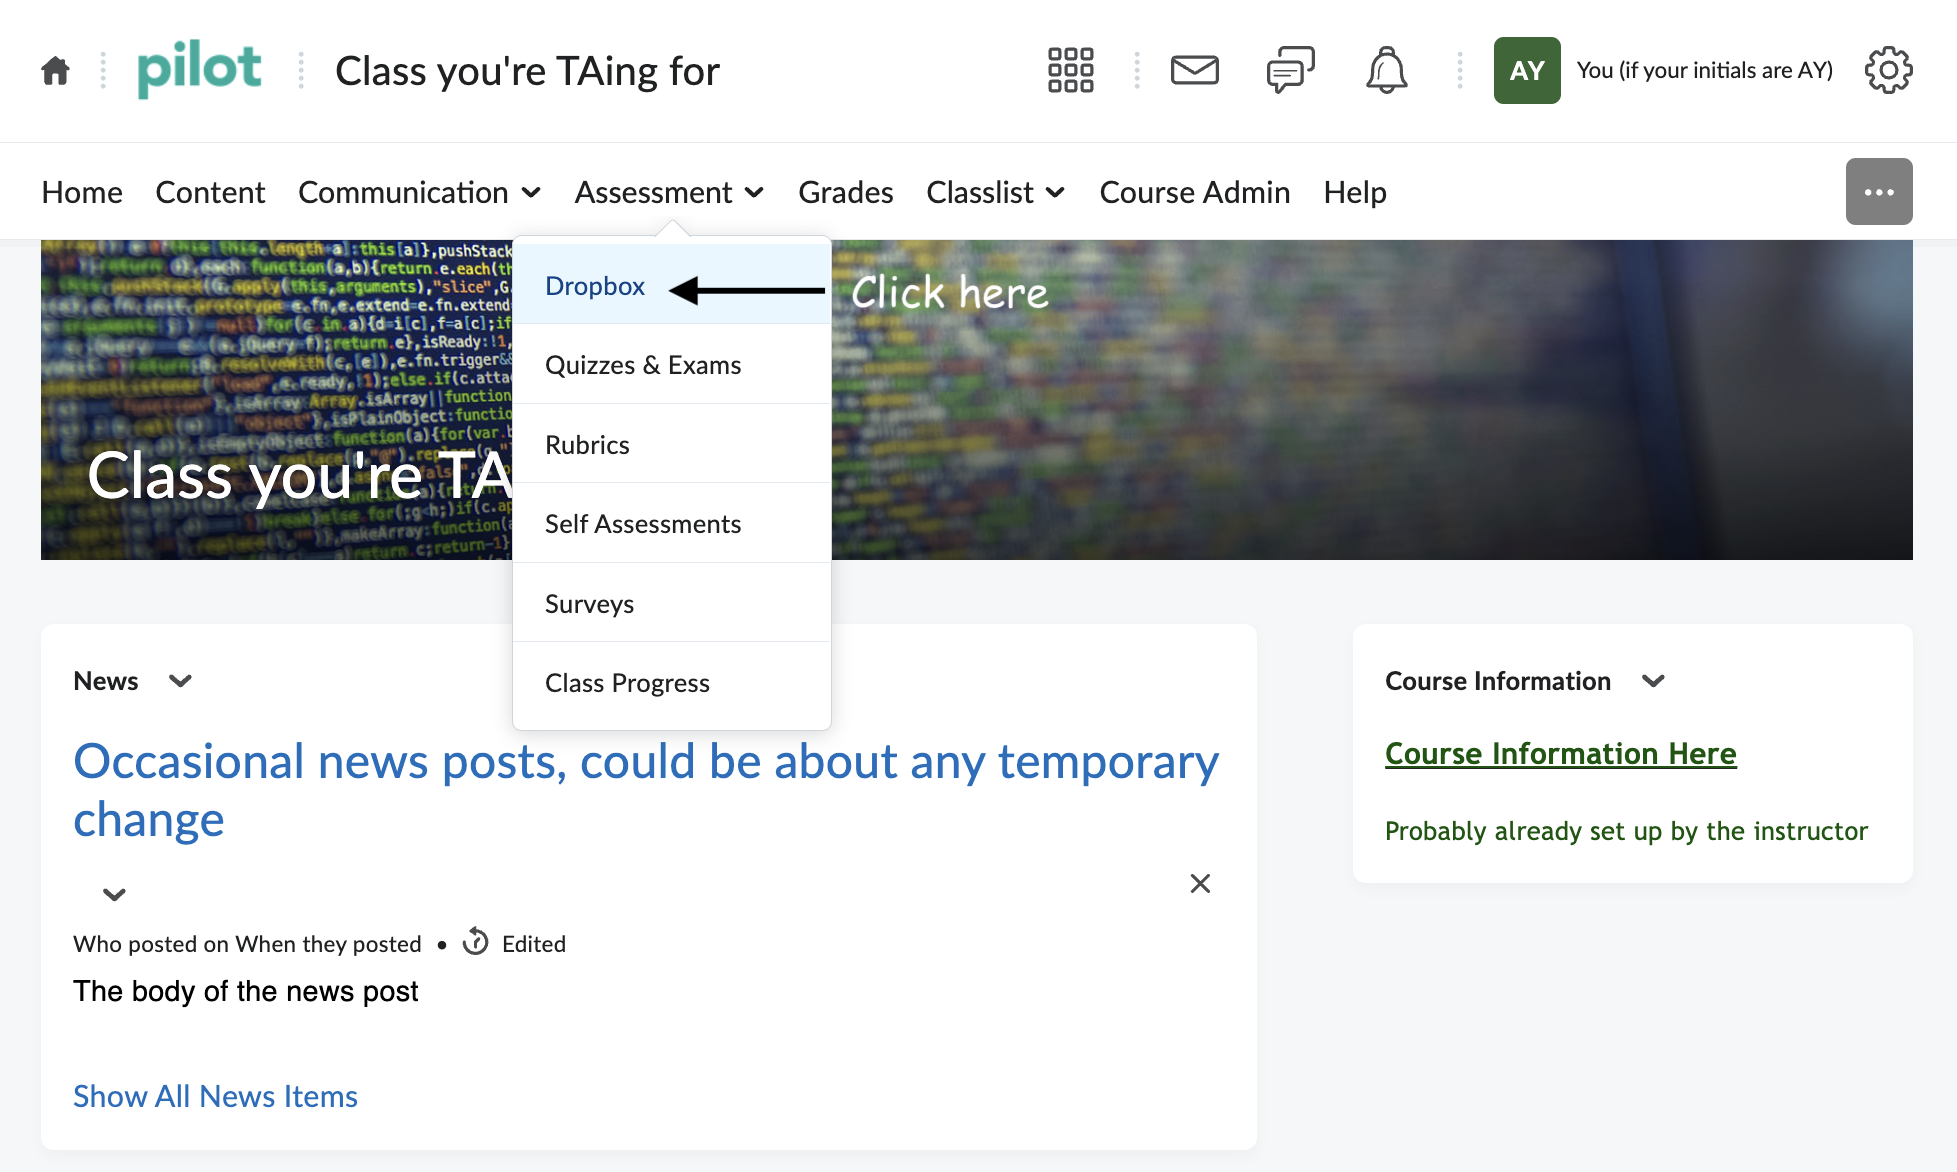 pilot
Class you're TAing for
AY
You (if your initials are AY)
Home Content Communication Assessment Grades Classlist Course Admin Help
Dropbox
Click here
Quizzes & Exams
Rubrics
Self Assessments
Surveys
Class Progress
Class you're TA
News
Occasional news posts, could be about any temporary
change
Who posted on When they posted • Edited
The body of the news post
Show All News Items
Course Information
Course Information Here
Probably already set up by the instructor